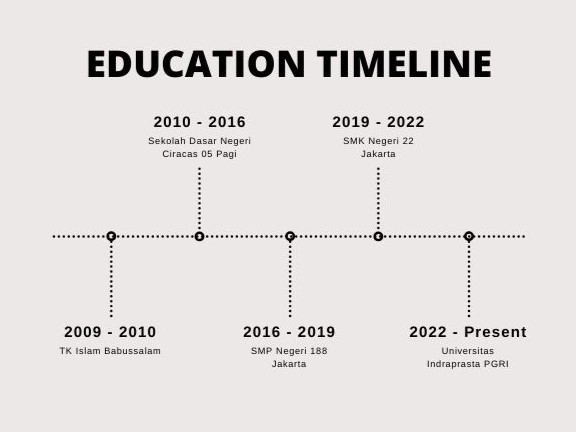 EDUCATION TIMELINE
2010 - 2016
Sekolah Dasar Negeri
Ciracas 05 Pagi
2019 - 2022
SMK Negeri 22
Jakarta
2009 - 2010
TK Islam Babussalam
2016 - 2019
SMP Negeri 188
Jakarta
2022 - Present
Universitas
Indraprasta PGRI